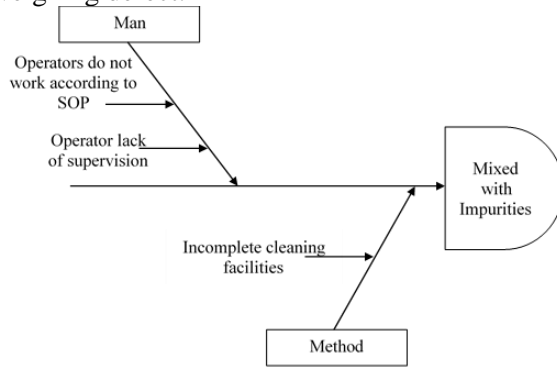 Man
Operators do not
work according to
SOP
Operator lack
of supervision
Mixed
with
Impurities
Incomplete cleaning
facilities
Method